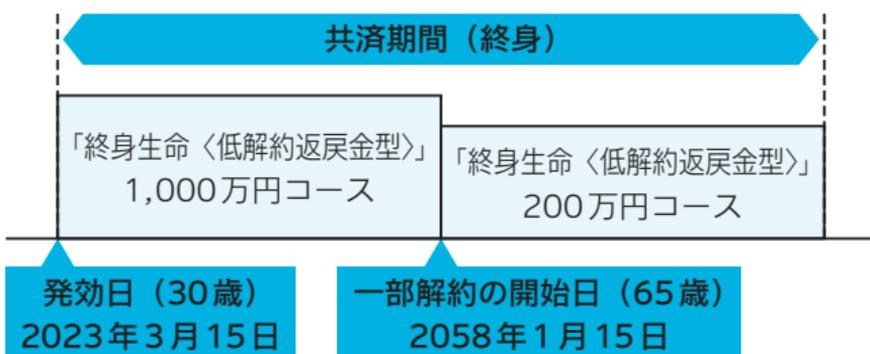 共済期間（終身）
「終身生命〈低解約返戻金型〉」
1,000万円コース
「終身生命〈低解約返戻金型〉」
200万円コース
発効日（30歳）
2023年3月15日
一部解約の開始日（65歳）
2058年1月15日